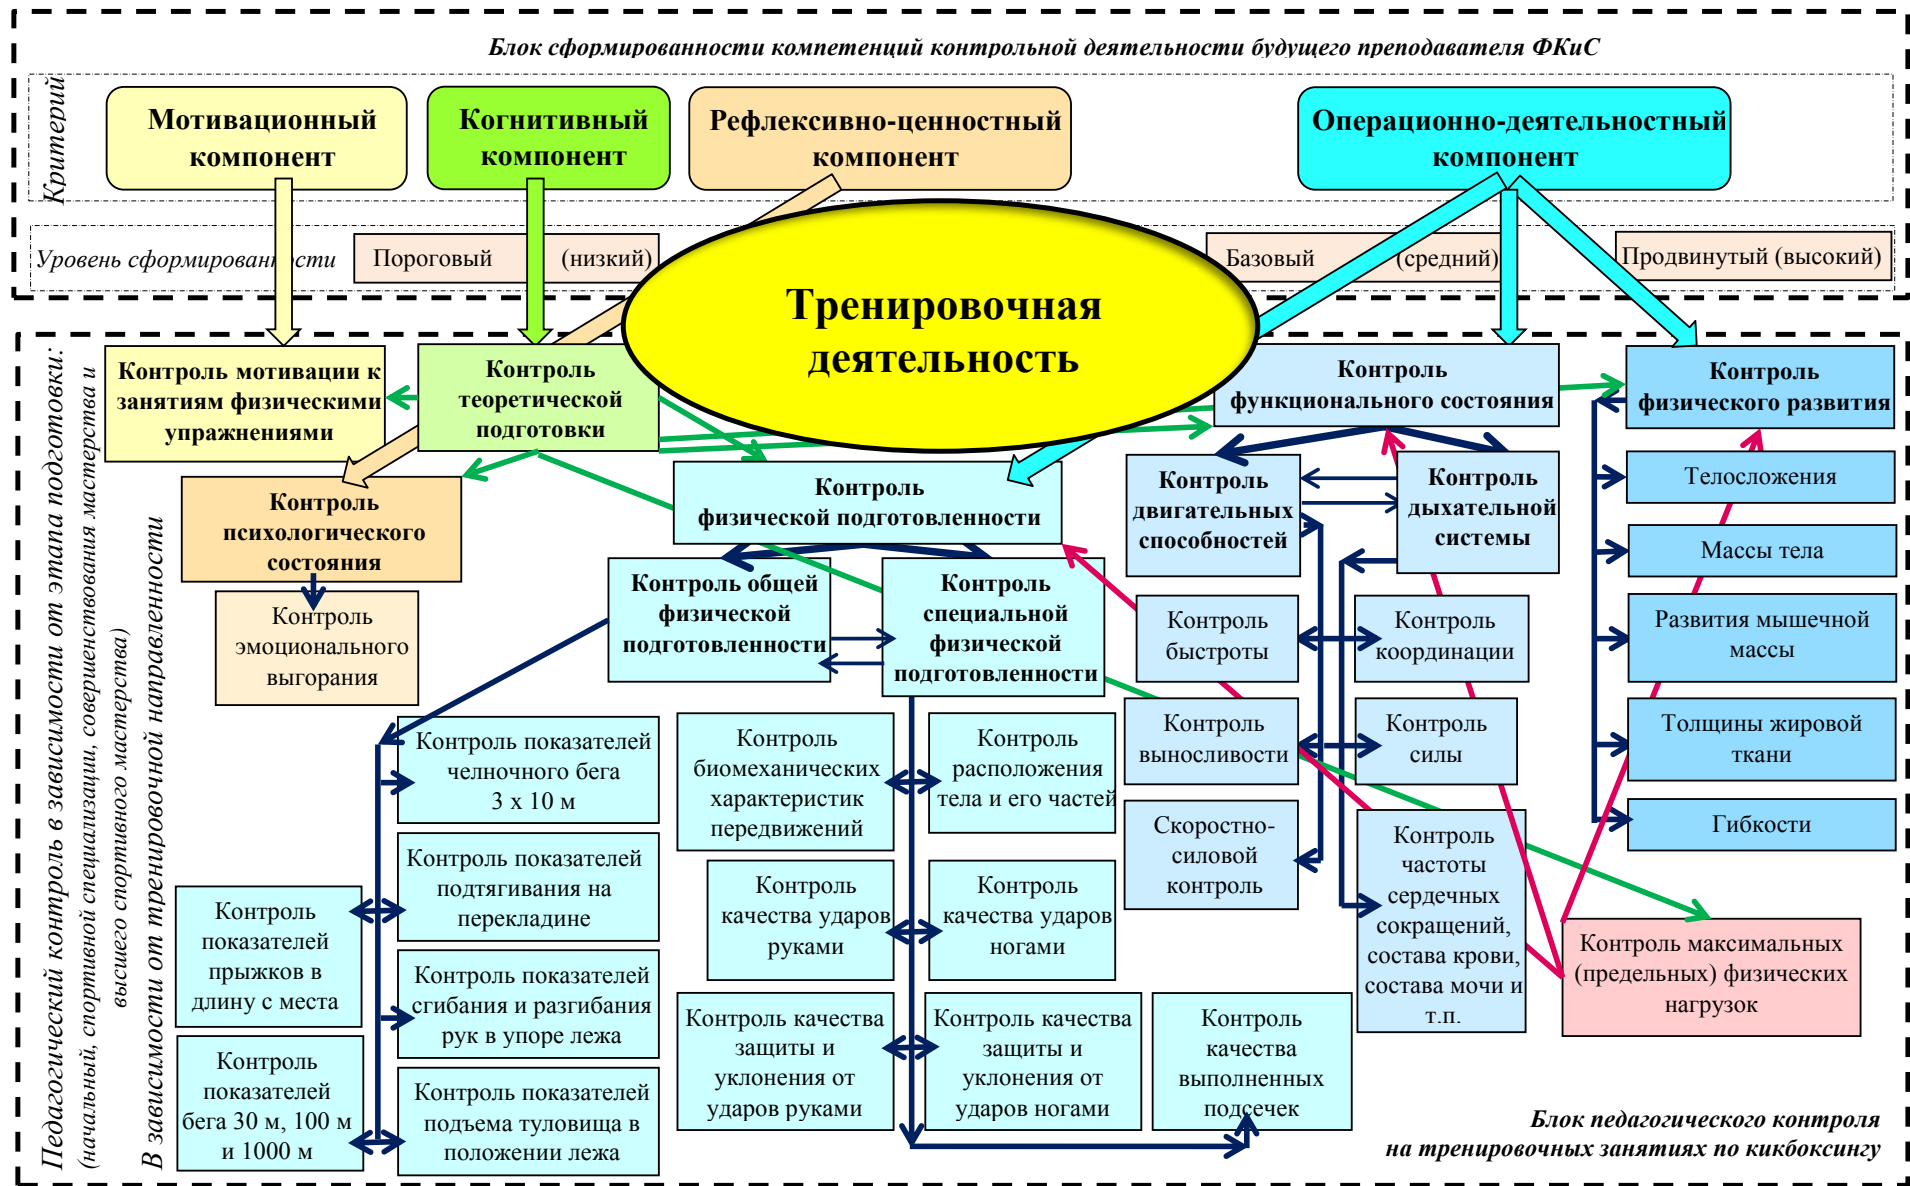 Блок сформированности компетенций контрольной деятельности будущего преподавателя ФКиС
Критерий
Мотивационный
компонент
Когнитивный
компонент
Рефлексивно-ценностный
компонент
Операционно-деятельностный
компонент
Уровень сформированности
Пороговый (низкий)
Базовый (средний)
Продвинутый (высокий)
Тренировочная
деятельность
Педагогический контроль в зависимости от этапа подготовки:
(начальный, спортивной специализации, совершенствования мастерства и
высшего спортивного мастерства)
В зависимости от тренировочной направленности
Контроль мотивации к
занятиям физическими
упражнениями
Контроль
теоретической
подготовки
Контроль
функционального состояния
Контроль
физического развития
Контроль
психологического
состояния
Контроль
эмоционального
выгорания
Контроль
физической подготовленности
Контроль общей
физической
подготовленности
Контроль
специальной
физической
подготовленности
Контроль
двигательных
способностей
Контроль
дыхательной
системы
Телосложения
Массы тела
Развития мышечной
массы
Толщины жировой
ткани
Гибкости
Контроль
быстроты
Контроль
координации
Контроль
выносливости
Контроль
силы
Скоростно-
силовой
контроль
Контроль
частоты
сердечных
сокращений,
состава крови,
состава мочи и
т.п.
Контроль показателей
челночного бега
3 х 10 м
Контроль показателей
подтягивания на
перекладине
Контроль
показателей
прыжков в
длину с места
Контроль показателей
сгибания и разгибания
рук в упоре лежа
Контроль
показателей
бега 30 м, 100 м
и 1000 м
Контроль показателей
подъема туловища в
положении лежа
Контроль
биомеханических
характеристик
передвижений
Контроль
расположения
тела и его частей
Контроль
качества ударов
руками
Контроль
качества ударов
ногами
Контроль качества
защиты и
уклонения от
ударов руками
Контроль качества
защиты и
уклонения от
ударов ногами
Контроль
качества
выполненных
подсечек
Контроль максимальных
(предельных) физических
нагрузок
Блок педагогического контроля
на тренировочных занятиях по кикбоксингу